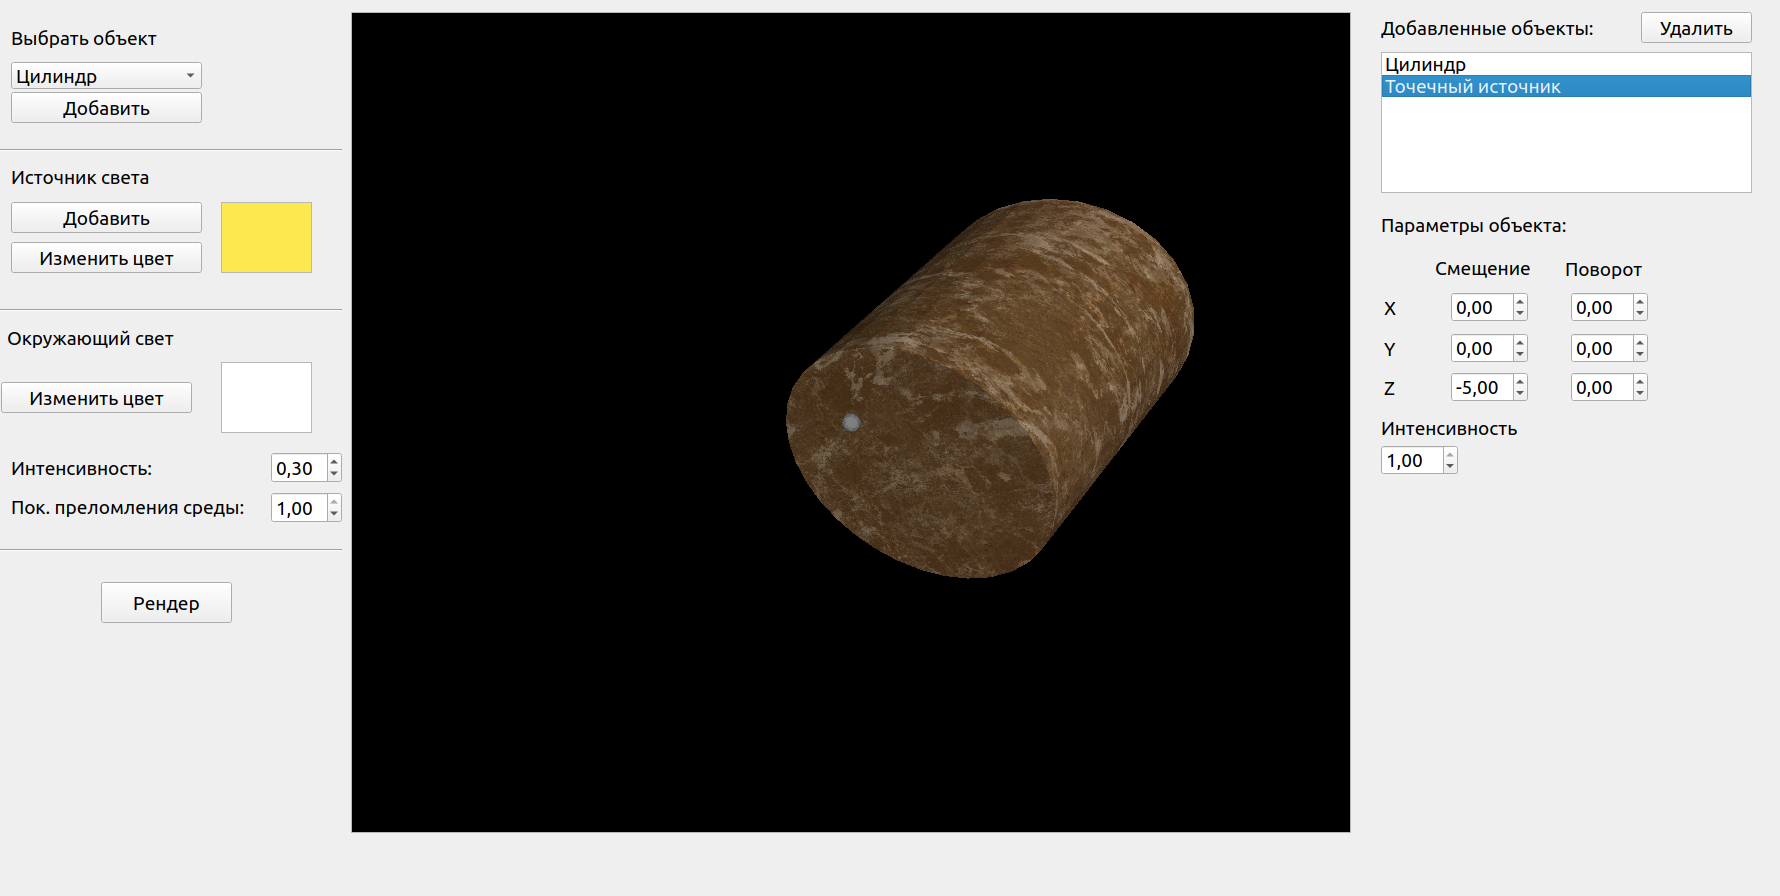 Выбрать объект
Цилиндр
Добавить
Источник света
Добавить
Изменить цвет
Окружающий свет
Изменить цвет
Интенсивность: 0,30
Пок. преломления среды: 1,00
Рендер
Добавленные объекты: Удалить
Цилиндр
Точечный источник
Параметры объекта:
Смещение Поворот
X 0,00 0,00
Y 0,00 0,00
Z -5,00 0,00
Интенсивность
1,00